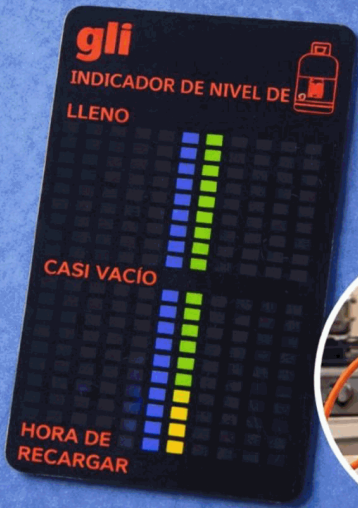 gli
INDICADOR DE NIVEL DE
LLENO
CASI VACÍO
HORA DE
RECARGAR